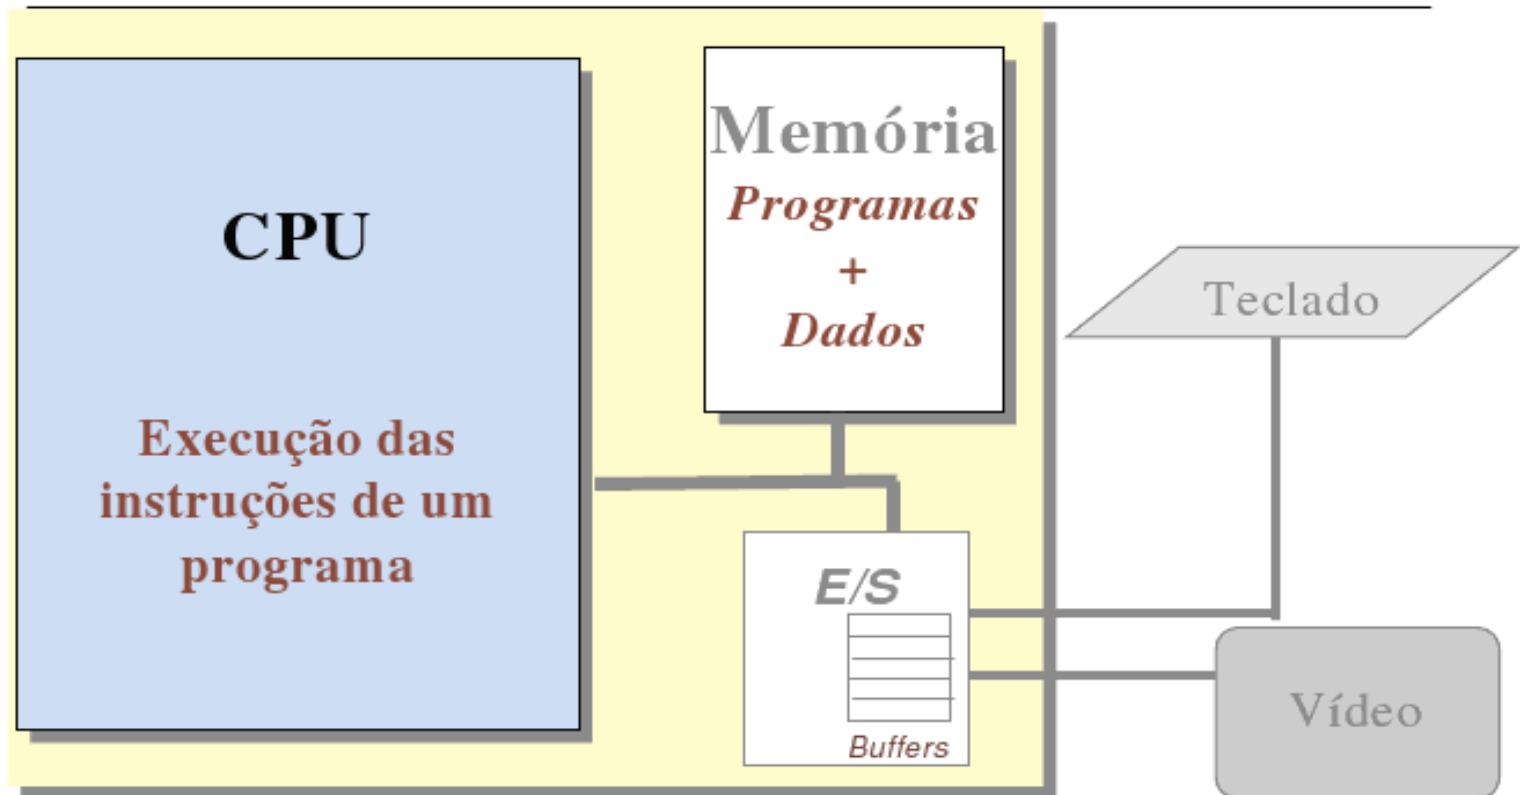 CPU
Execução das
instruções de um
programa
Memória
Programas
+
Dados
E/S
Buffers
Teclado
Vídeo